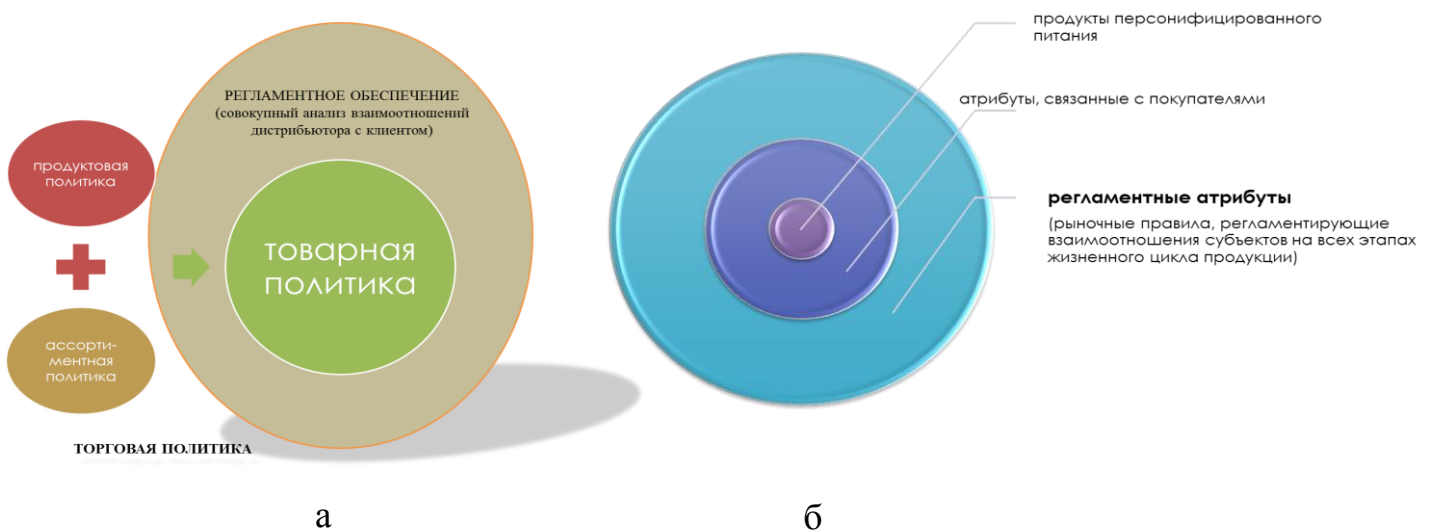 РЕГЛАМЕНТНОЕ ОБЕСПЕЧЕНИЕ
(совокупный анализ взаимоотношений
дистрибьютора с клиентом)
продуктовая
политика
товарная
политика
ассорти-
ментная
политика
ТОРГОВАЯ ПОЛИТИКА
а
продукты персонифицированного
питания
атрибуты, связанные с покупателями
регламентные атрибуты
(рыночные правила, регламентирующие
взаимоотношения субъектов на всех этапах
жизненного цикла продукции)
б